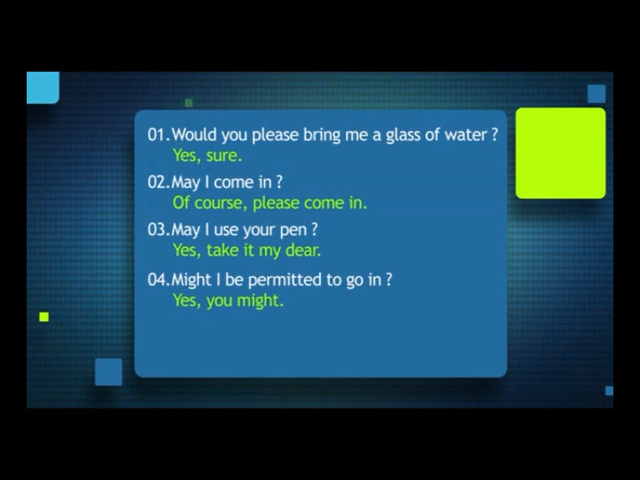 01. Would you please bring me a glass of water ?
Yes, sure.
02. May I come in ?
Of course, please come in.
03. May I use your pen ?
Yes, take it my dear.
04. Might I be permitted to go in ?
Yes, you might.